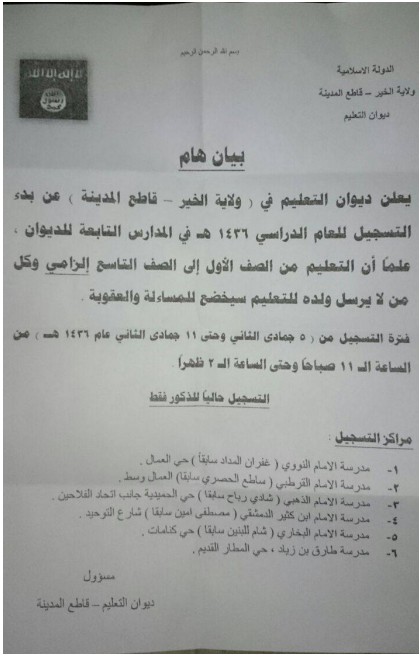 بسم الله الرحمن الرحيم
الدولة الاسلامية
ولاية الخير – قاطع المدينة
ديوان التعليم
لا إله إلا الله
الله
رسول
محمد
بيان هام
يعلن ديوان التعليم في ( ولاية الخير – قاطع المدينة ) عن بدء
التسجيل للعام الدراسي ١٤٣٦ هـ في المدارس التابعة للديوان ،
علماً أن التعليم من الصف الأول إلى الصف التاسع إلزامي وكل
من لا يرسل ولده للتعليم سيخضع للمساءلة والعقوبة .
فترة التسجيل من ( ٥ جمادى الثاني وحتى ١١ جمادى الثاني عام ١٤٣٦ هـ ) من
الساعة الـ ١١ صباحاً وحتى الساعة الـ ٢ ظهراً .
التسجيل حالياً للذكور فقط
مراكز التسجيل :
١- مدرسة الامام النووي ( غفران المداد سابقاً ) حي العمال .
٢- مدرسة الامام القرطبي ( ساطع الحصري سابقا) العمال وسط .
٣- مدرسة الامام الذهبي ( شادي رباح سابقا ) حي الحميدية جانب اتحاد الفلاحين .
٤- مدرسة الامام ابن كثير الدمشقي ( مصطفى امين سابقا ) شارع التوحيد .
٥- مدرسة الامام البخاري ( شام للبنين سابقا ) حي كنامات .
٦- مدرسة طارق بن زياد ، حي المطار القديم .
مسؤول
ديوان التعليم – قاطع المدينة